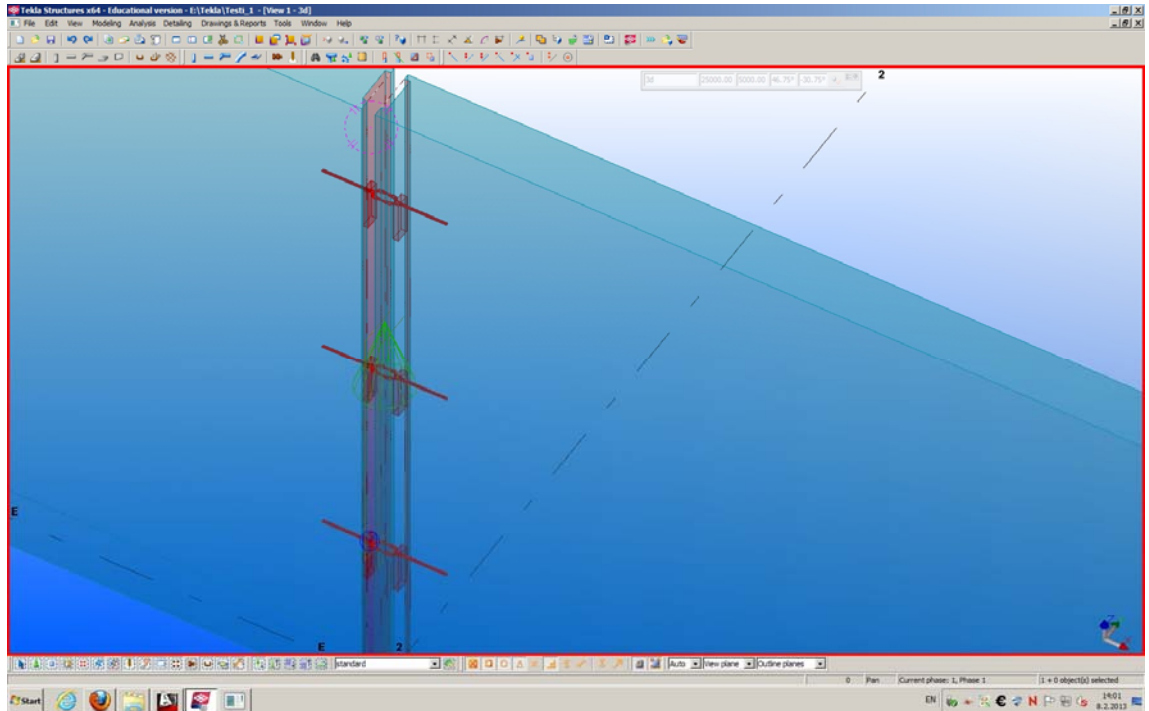 Tekla Structures x64 - Educational version - E:\Tekla\Testi_1 - [View 1 - 3d]
File Edit View Modeling Analysis Detailing Drawings & Reports Tools Window Help
3d 25000.00 5000.00 46.75° -30.75°
2
E
E 2
standard Auto View plane Outline planes
0 Pan Current phase: 1, Phase 1 1 + 0 object(s) selected
Start EN 14:01
8.2.2013